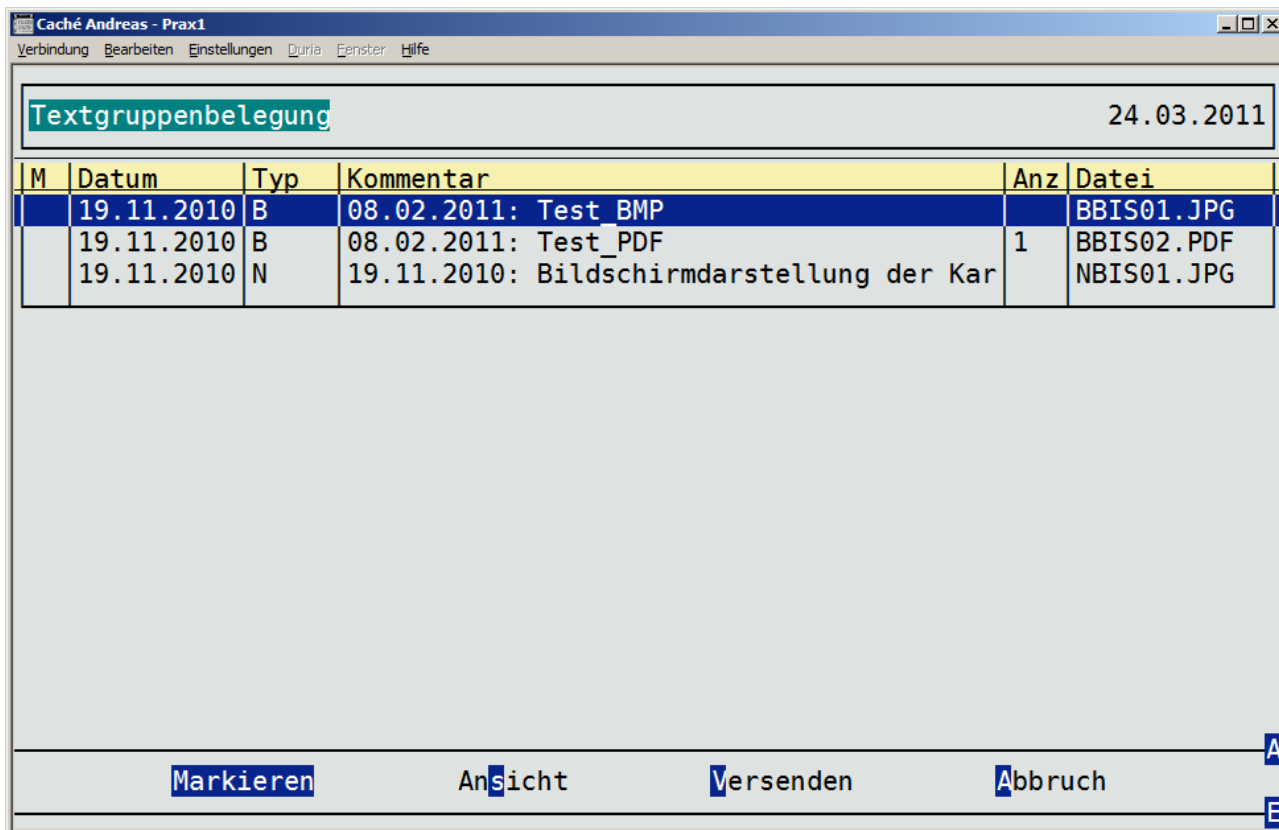 Caché Andreas - Prax1
Verbindung Bearbeiten Einstellungen Duria Fenster Hilfe
Textgruppenbelegung 24.03.2011
M Datum Typ Kommentar Anz Datei
19.11.2010 B 08.02.2011: Test_BMP BBIS01.JPG
19.11.2010 B 08.02.2011: Test_PDF 1 BBIS02.PDF
19.11.2010 N 19.11.2010: Bildschirmdarstellung der Kar NBIS01.JPG
A
Markieren Ansicht Versenden Abbruch
E